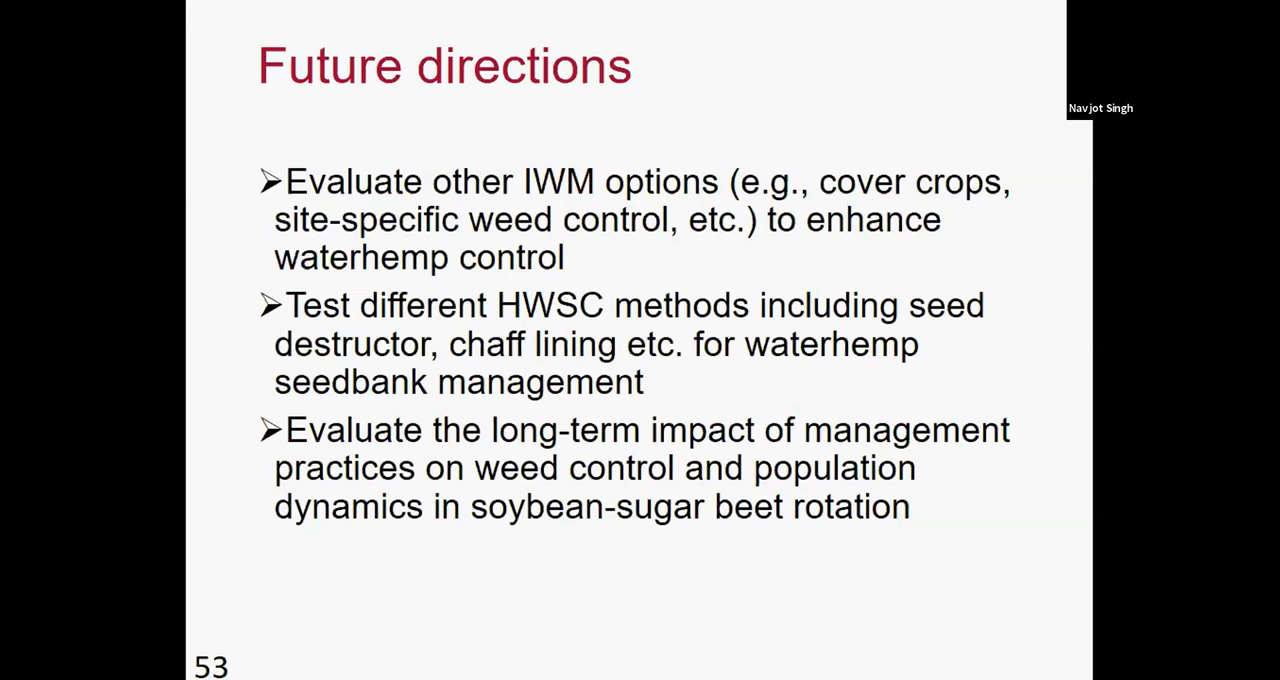 Future directions
Navjot Singh
➢Evaluate other IWM options (e.g., cover crops,
site-specific weed control, etc.) to enhance
waterhemp control
➢Test different HWSC methods including seed
destructor, chaff lining etc. for waterhemp
seedbank management
➢Evaluate the long-term impact of management
practices on weed control and population
dynamics in soybean-sugar beet rotation
53